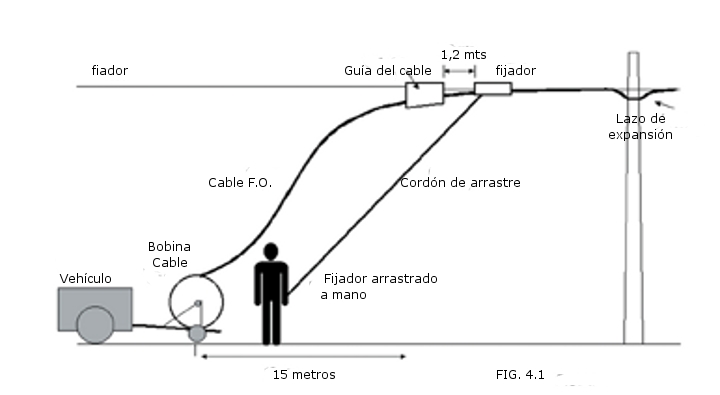 1,2 mts
fiador
Guía del cable
fijador
Lazo de
expansión
Cable F.O.
Cordón de arrastre
Bobina
Cable
Vehículo
Fijador arrastrado
a mano
15 metros
FIG. 4.1